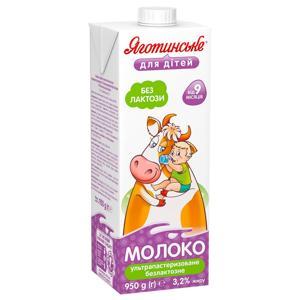 Яготинське
для дітей
БЕЗ
ЛАКТОЗИ
від 9
місяців
МОЛОКО
ультрапастеризоване
безлактозне
950 g (г)
3,2% жиру